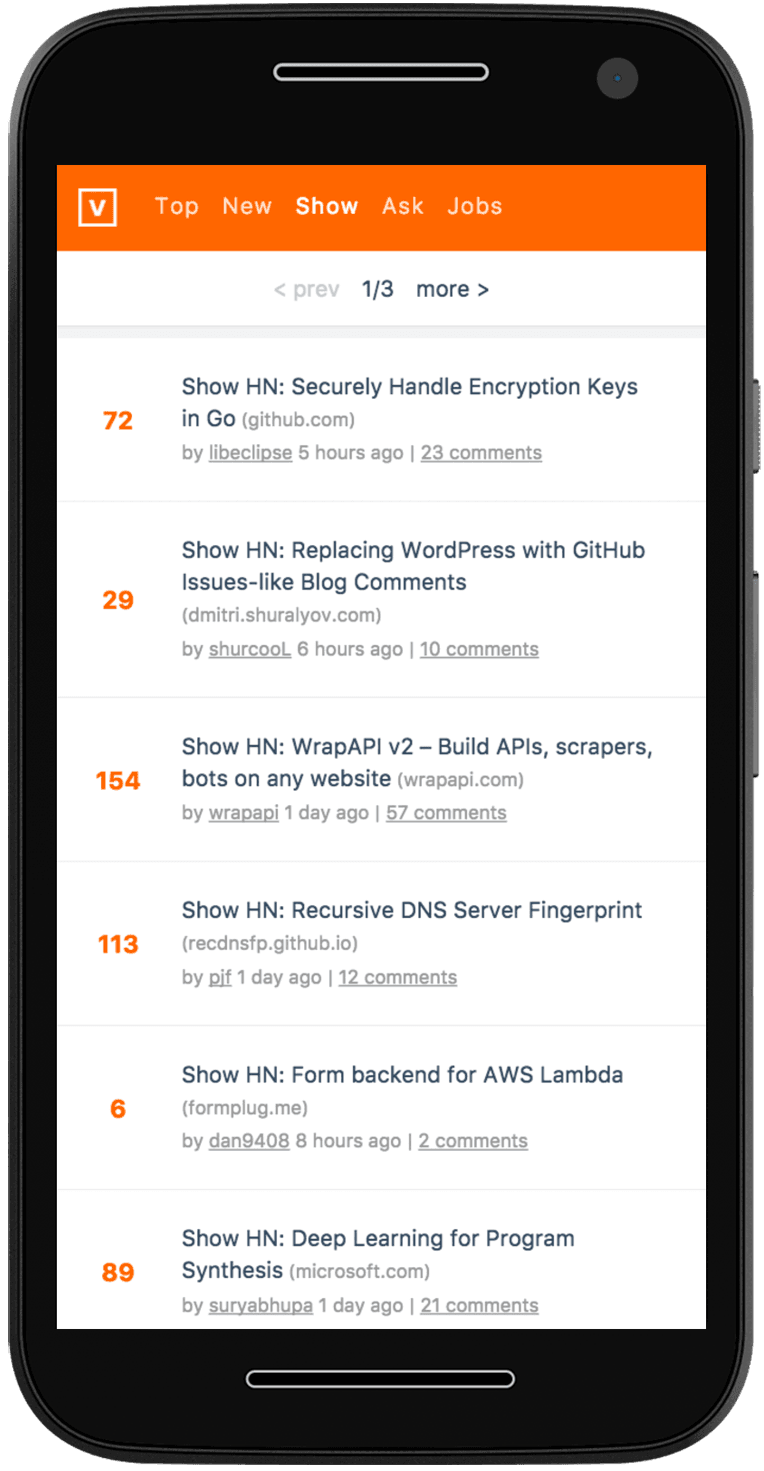 V Top New Show Ask Jobs
< prev 1/3 more >
Show HN: Securely Handle Encryption Keys
72 in Go (github.com)
by libeclipse 5 hours ago | 23 comments
Show HN: Replacing WordPress with GitHub
Issues-like Blog Comments
29
(dmitri.shuralyov.com)
by shurcooL 6 hours ago | 10 comments
Show HN: WrapAPI v2 – Build APIs, scrapers,
154 bots on any website (wrapapi.com)
by wrapapi 1 day ago | 57 comments
Show HN: Recursive DNS Server Fingerprint
113 (recdnsfp.github.io)
by pjf 1 day ago | 12 comments
Show HN: Form backend for AWS Lambda
6 (formplug.me)
by dan9408 8 hours ago | 2 comments
Show HN: Deep Learning for Program
89 Synthesis (microsoft.com)
by suryabhupa 1 day ago | 21 comments